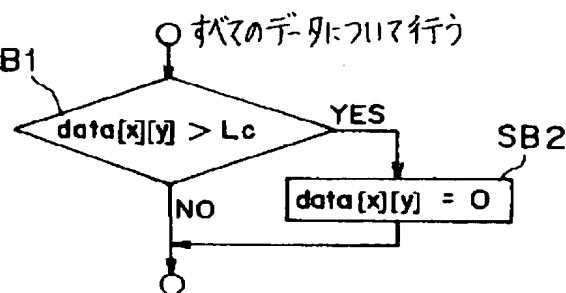 すべてのデータについて行う
B1
data[x][y] > Lc
YES
SB2
NO
data[x][y] = 0